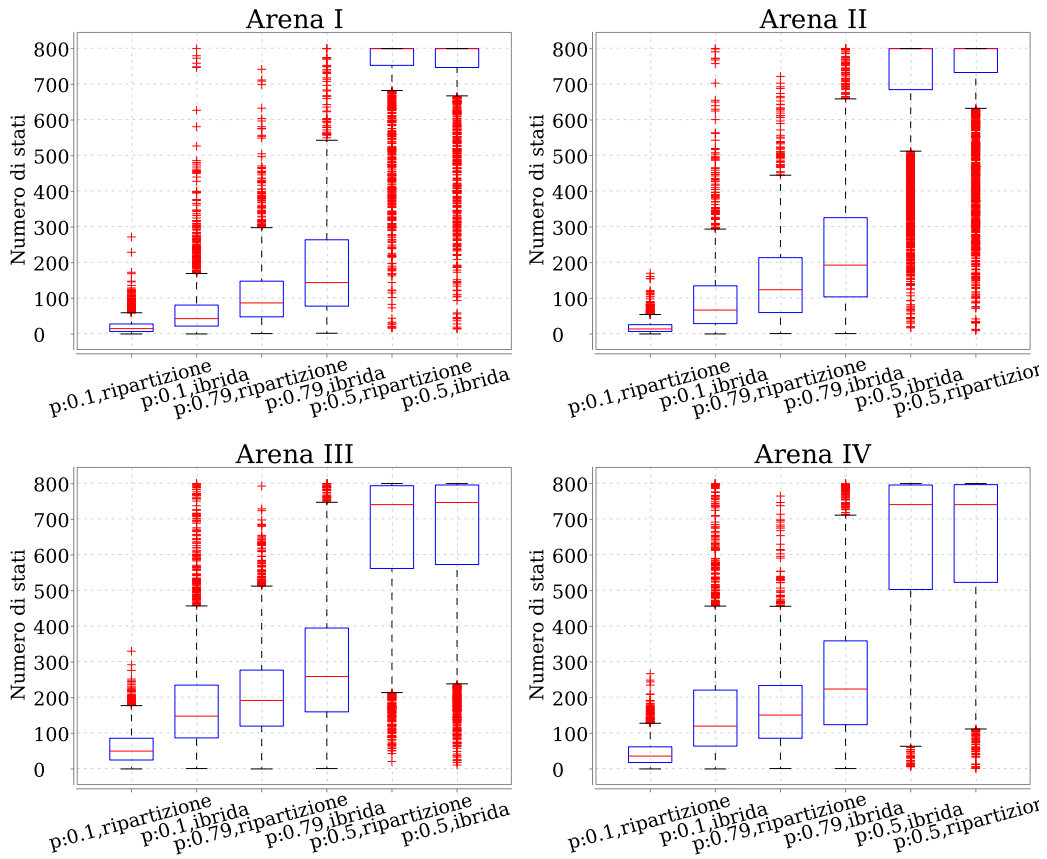 Arena I
Numero di stati
800
700
600
500
400
300
200
100
0
p:0.1,ripartizione
p:0.1,ibrida
p:0.79,ripartizione
p:0.79,ibrida
p:0.5,ripartizione
p:0.5,ibrida
Arena II
Numero di stati
800
700
600
500
400
300
200
100
0
p:0.1,ripartizione
p:0.1,ibrida
p:0.79,ripartizione
p:0.79,ibrida
p:0.5,ibrida
p:0.5,ripartizion
Arena III
Numero di stati
800
700
600
500
400
300
200
100
0
p:0.1,ripartizione
p:0.1,ibrida
p:0.79,ripartizione
p:0.79,ibrida
p:0.5,ripartizione
p:0.5,ibrida
Arena IV
Numero di stati
800
700
600
500
400
300
200
100
0
p:0.1,ripartizione
p:0.1,ibrida
p:0.79,ripartizione
p:0.79,ibrida
p:0.5,ibrida
p:0.5,ripartizion